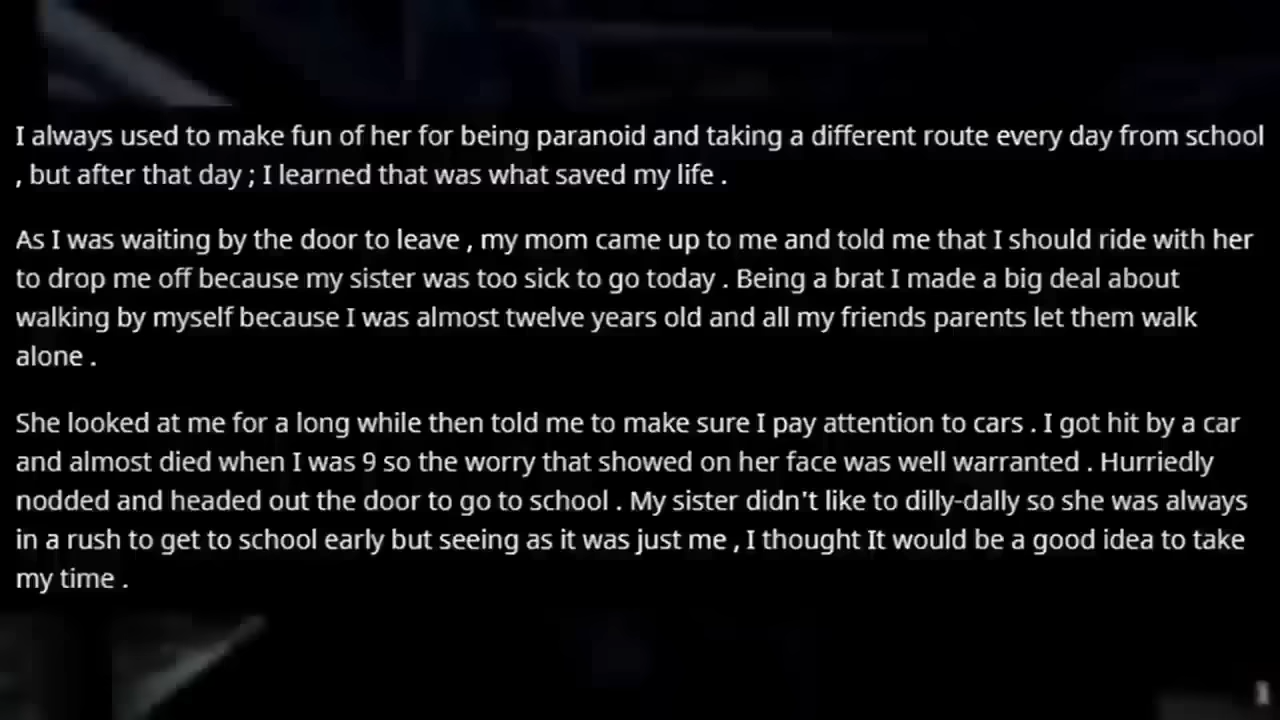 I always used to make fun of her for being paranoid and taking a different route every day from school
, but after that day ; I learned that was what saved my life .
As I was waiting by the door to leave , my mom came up to me and told me that I should ride with her
to drop me off because my sister was too sick to go today . Being a brat I made a big deal about
walking by myself because I was almost twelve years old and all my friends parents let them walk
alone .
She looked at me for a long while then told me to make sure I pay attention to cars . I got hit by a car
and almost died when I was 9 so the worry that showed on her face was well warranted . Hurriedly
nodded and headed out the door to go to school . My sister didn't like to dilly-dally so she was always
in a rush to get to school early but seeing as it was just me , I thought It would be a good idea to take
my time .